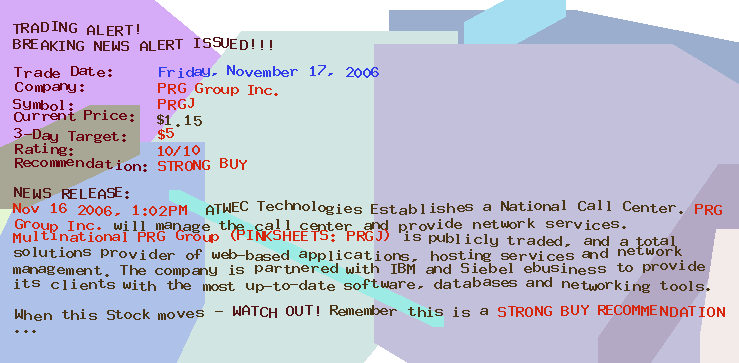 TRADING ALERT!
BREAKING NEWS ALERT ISSUED!!!
Trade Date: Friday, November 17, 2006
Company: PRG Group Inc.
Symbol: PRGJ
Current Price: $1.15
3-Day Target: $5
Rating: 10/10
Recommendation: STRONG BUY
NEWS RELEASE:
Nov 16 2006, 1:02PM ATWEC Technologies Establishes a National Call Center. PRG
Group Inc. will manage the call center and provide network services.
Multinational PRG Group (PINKSHEETS: PRGJ) is publicly traded, and a total
solutions provider of web-based applications, hosting services and network
management. The company is partnered with IBM and Siebel ebusiness to provide
its clients with the most up-to-date software, databases and networking tools.
When this Stock moves - WATCH OUT! Remember this is a STRONG BUY RECOMMENDATION
...